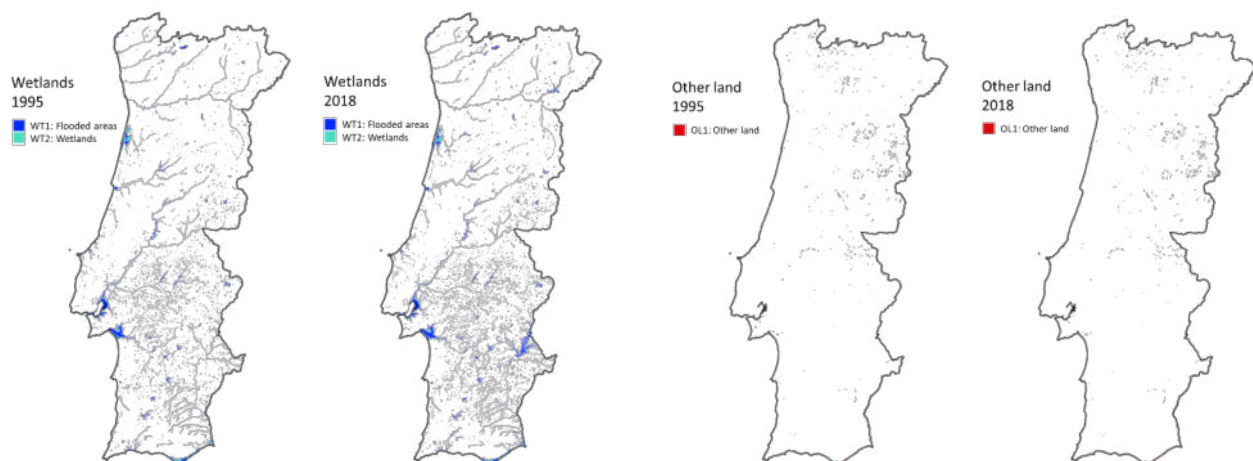 Wetlands
1995
WT1: Flooded areas
WT2: Wetlands
Wetlands
2018
WT1: Flooded areas
WT2: Wetlands
Other land
1995
OL1: Other land
Other land
2018
OL1: Other land